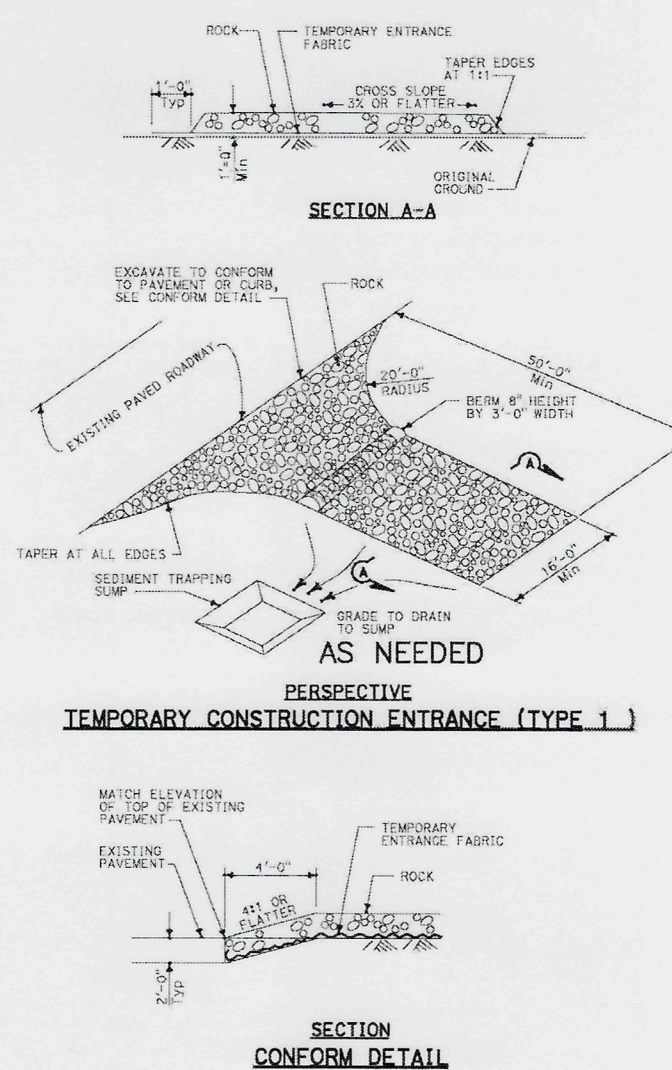 ROCK
TEMPORARY ENTRANCE
FABRIC
TAPER EDGES
AT 1:1
1'-0"
Typ
CROSS SLOPE
3% OR FLATTER
1'-0"
Min
ORIGINAL
GROUND
SECTION A-A
EXCAVATE TO CONFORM
TO PAVEMENT OR CURB,
SEE CONFORM DETAIL
ROCK
EXISTING PAVED ROADWAY
20'-0"
RADIUS
50'-0"
Min
BERM 8" HEIGHT
BY 3'-0" WIDTH
A
TAPER AT ALL EDGES
SEDIMENT TRAPPING
SUMP
A
16'-0"
Min
GRADE TO DRAIN
TO SUMP
AS NEEDED
PERSPECTIVE
TEMPORARY CONSTRUCTION ENTRANCE (TYPE 1 )
MATCH ELEVATION
OF TOP OF EXISTING
PAVEMENT
EXISTING
PAVEMENT
4'-0"
4:1 OR
FLATTER
TEMPORARY
ENTRANCE FABRIC
ROCK
2'-0"
Typ
SECTION
CONFORM DETAIL